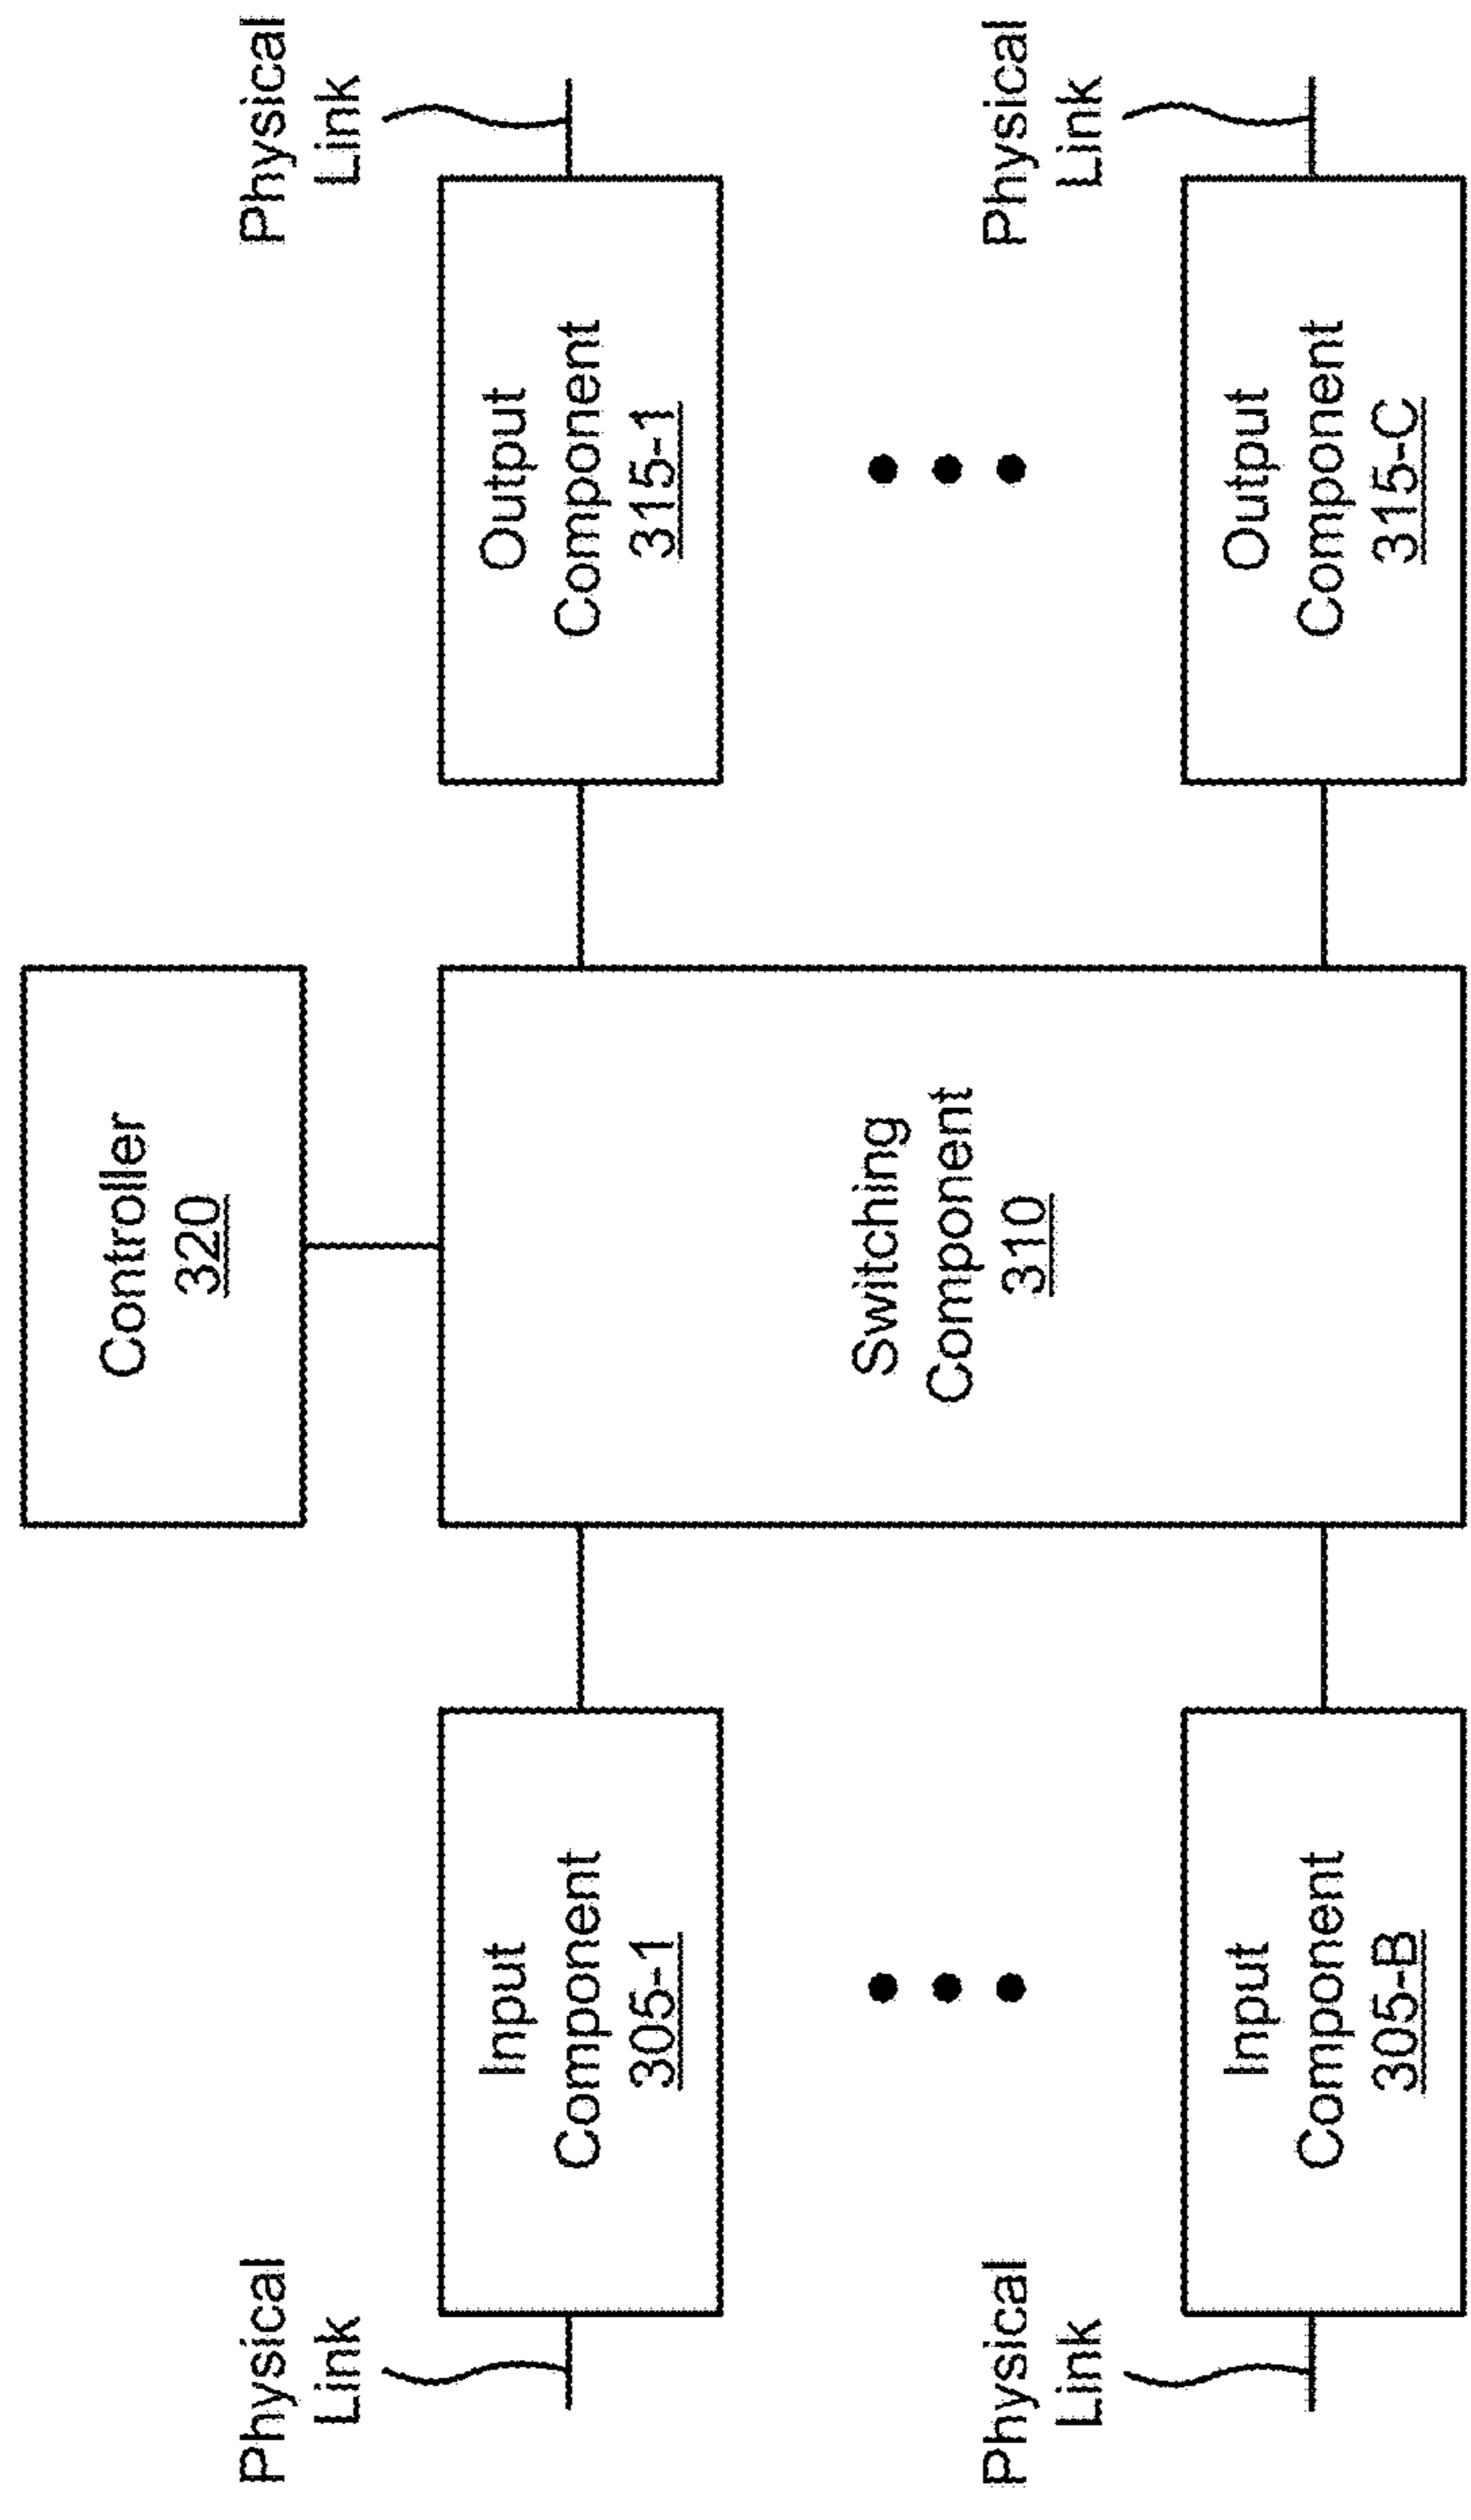 Controller
320
Physical
Link
Input
Component
305-1
Switching
Component
310
Output
Component
315-1
Physical
Link
Physical
Link
Input
Component
305-B
Output
Component
315-C
Physical
Link